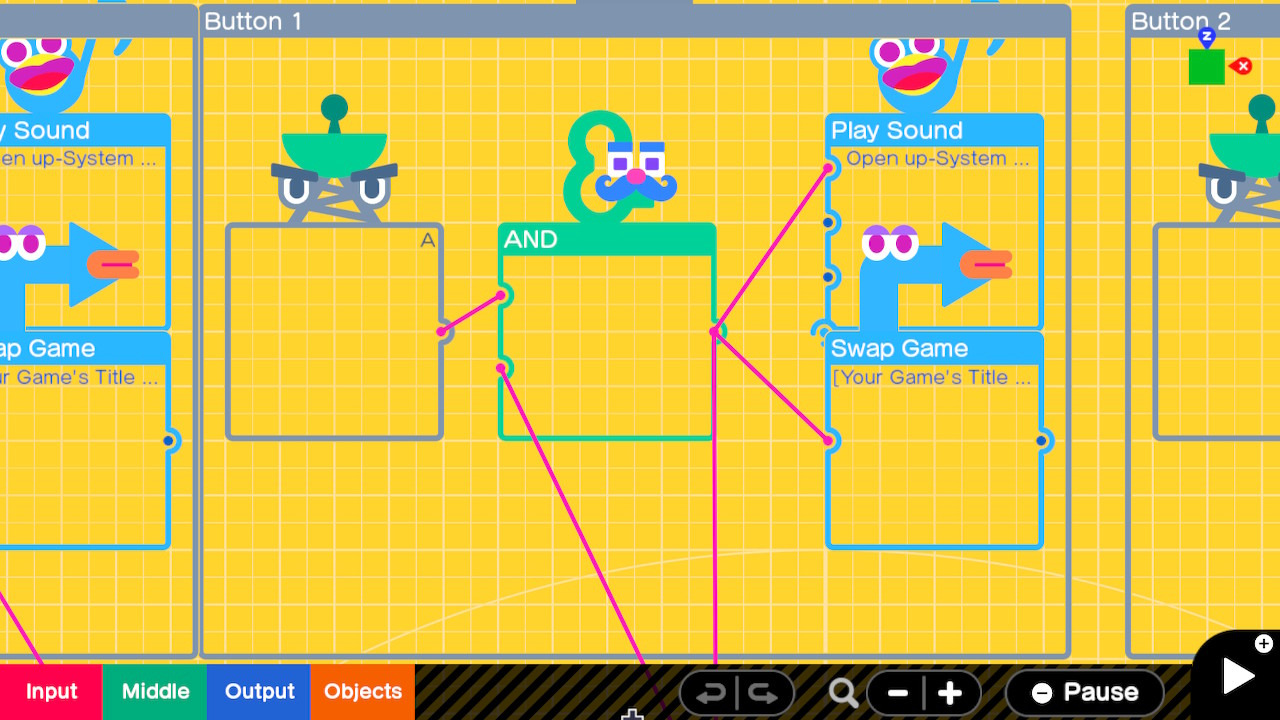 Button 1
Button 2
y Sound
en up-System ...
Play Sound
Open up-System ...
A
AND
ap Game
r Game's Title ...
Swap Game
[Your Game's Title ...
Input
Middle
Output
Objects
Pause
Z
X